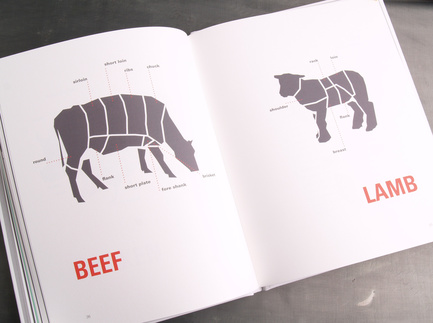 short loin
ribs
chuck
sirloin
round
flank
short plate
fore shank
brisket
BEEF
rack
loin
shoulder
flank
breast
LAMB